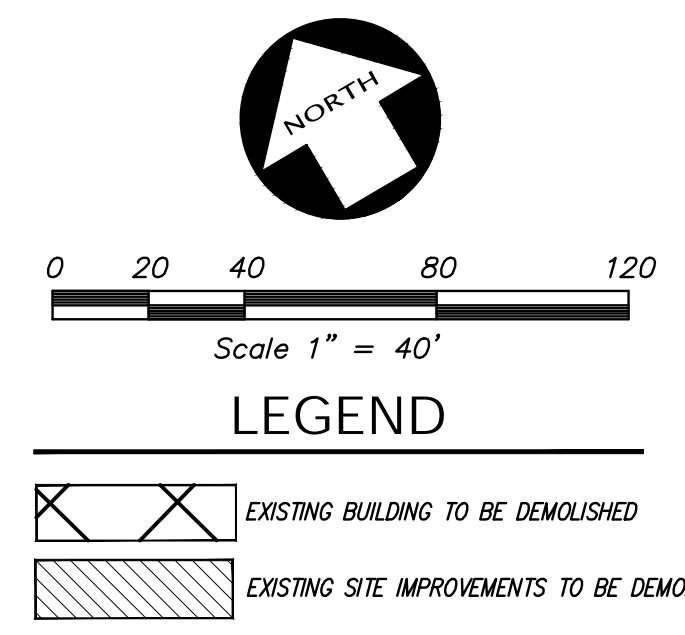 NORTH
0 20 40 80 120
Scale 1" = 40'
LEGEND
EXISTING BUILDING TO BE DEMOLISHED
EXISTING SITE IMPROVEMENTS TO BE DEMO